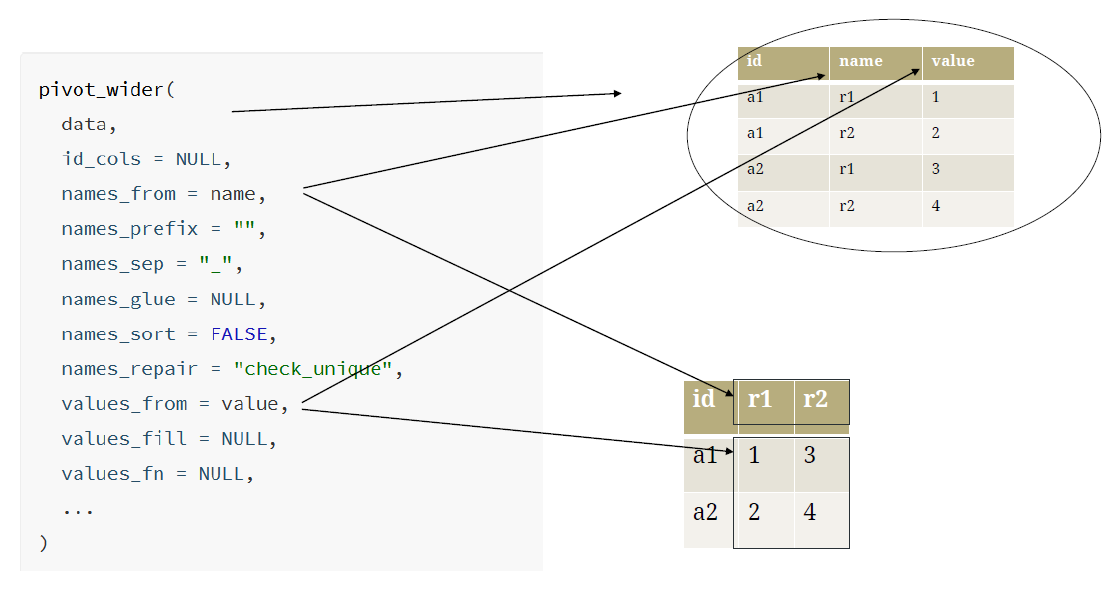 pivot_wider(
data,
id_cols = NULL,
names_from = name,
names_prefix = "",
names_sep = "_",
names_glue = NULL,
names_sort = FALSE,
names_repair = "check_unique",
values_from = value,
values_fill = NULL,
values_fn = NULL,
...
)
id name value
a1 r1 1
a1 r2 2
a2 r1 3
a2 r2 4
id r1 r2
a1 1 3
a2 2 4